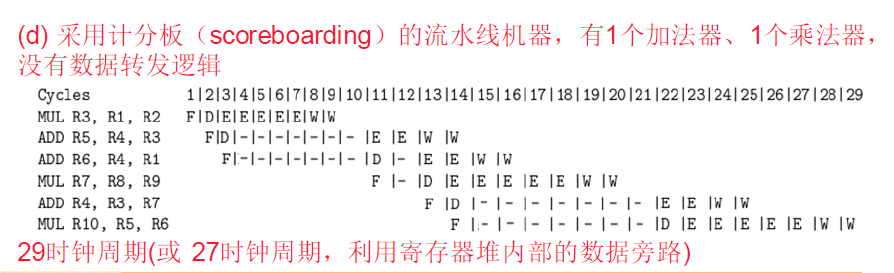 (d) 采用计分板（scoreboarding）的流水线机器，有1个加法器、1个乘法器，
没有数据转发逻辑
Cycles 1|2|3|4|5|6|7|8|9|10|11|12|13|14|15|16|17|18|19|20|21|22|23|24|25|26|27|28|29
MUL R3, R1, R2 F|D|E|E|E|E|E|W|W
ADD R5, R4, R3 F|D|-|-|-|-|-|-|- |E |E |W |W
ADD R6, R4, R1 F|-|-|-|-|-|-|- |D |- |E |E |W |W
MUL R7, R8, R9 F |- |D |E |E |E |E |E |W |W
ADD R4, R3, R7 F |D |- |- |- |- |- |- |- |E |E |W |W
MUL R10, R5, R6 F |- |- |- |- |- |- |- |D |E |E |E |E |E |W |W
29时钟周期(或 27时钟周期，利用寄存器堆内部的数据旁路)